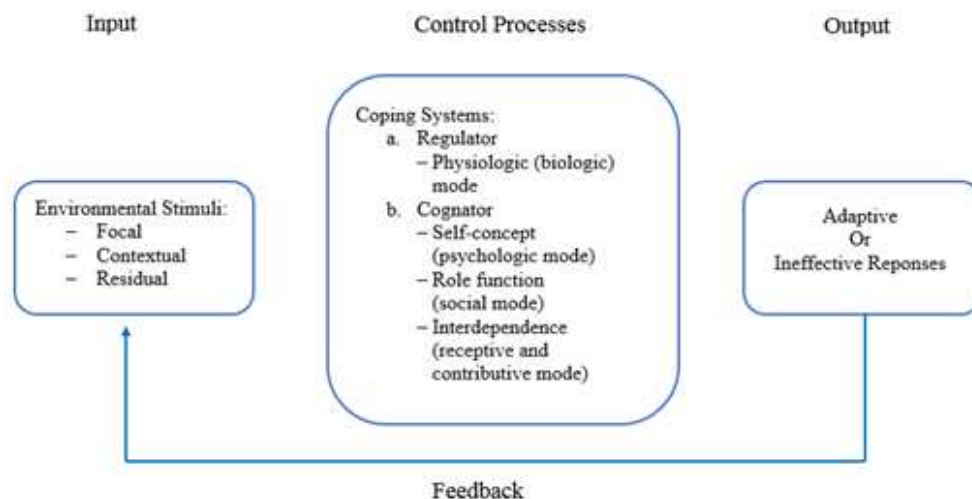 Input
Control Processes
Output
Environmental Stimuli:
– Focal
– Contextual
– Residual
Coping Systems:
a. Regulator
– Physiologic (biologic)
mode
b. Cognator
– Self-concept
(psychologic mode)
– Role function
(social mode)
– Interdependence
(receptive and
contributive mode)
Adaptive
Or
Ineffective Reponses
Feedback